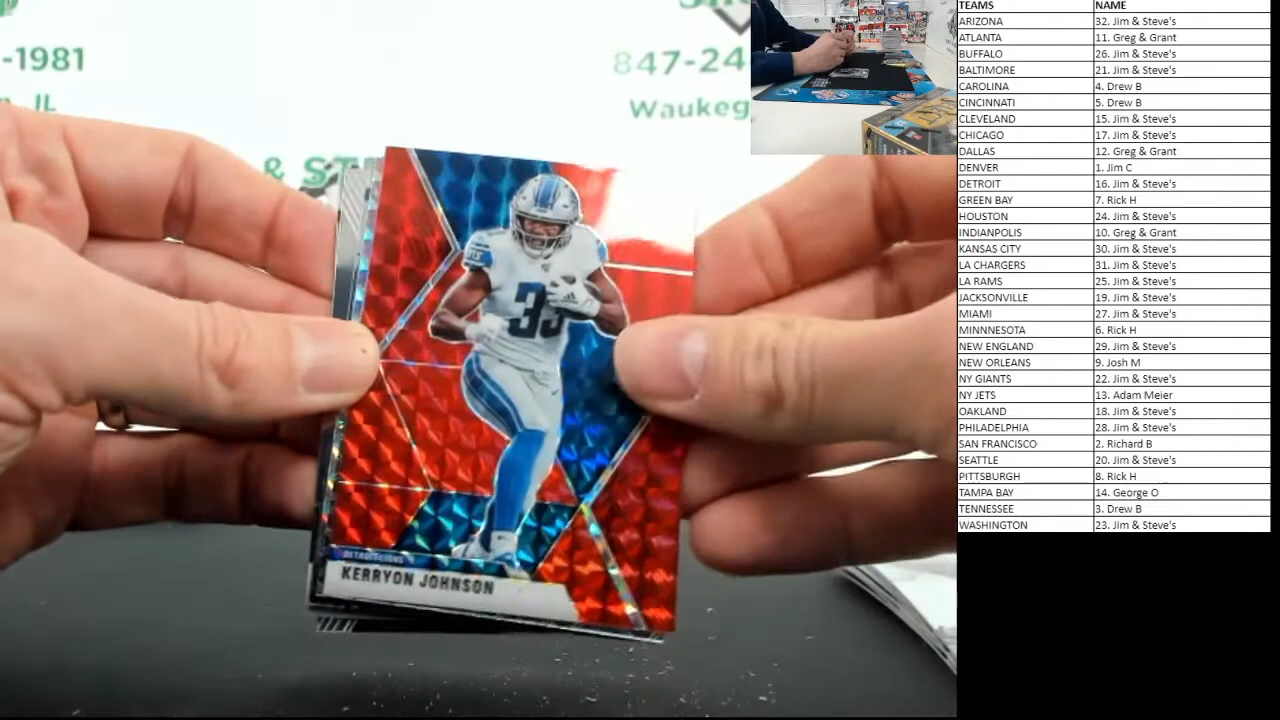 -1981
IL
& ST
847-24
Waukeg
33
DETROIT LIONS
KERRYON JOHNSON
TEAMS NAME
ARIZONA 32. Jim & Steve's
ATLANTA 11. Greg & Grant
BUFFALO 26. Jim & Steve's
BALTIMORE 21. Jim & Steve's
CAROLINA 4. Drew B
CINCINNATI 5. Drew B
CLEVELAND 15. Jim & Steve's
CHICAGO 17. Jim & Steve's
DALLAS 12. Greg & Grant
DENVER 1. Jim C
DETROIT 16. Jim & Steve's
GREEN BAY 7. Rick H
HOUSTON 24. Jim & Steve's
INDIANPOLIS 10. Greg & Grant
KANSAS CITY 30. Jim & Steve's
LA CHARGERS 31. Jim & Steve's
LA RAMS 25. Jim & Steve's
JACKSONVILLE 19. Jim & Steve's
MIAMI 27. Jim & Steve's
MINNNESOTA 6. Rick H
NEW ENGLAND 29. Jim & Steve's
NEW ORLEANS 9. Josh M
NY GIANTS 22. Jim & Steve's
NY JETS 13. Adam Meier
OAKLAND 18. Jim & Steve's
PHILADELPHIA 28. Jim & Steve's
SAN FRANCISCO 2. Richard B
SEATTLE 20. Jim & Steve's
PITTSBURGH 8. Rick H
TAMPA BAY 14. George O
TENNESSEE 3. Drew B
WASHINGTON 23. Jim & Steve's